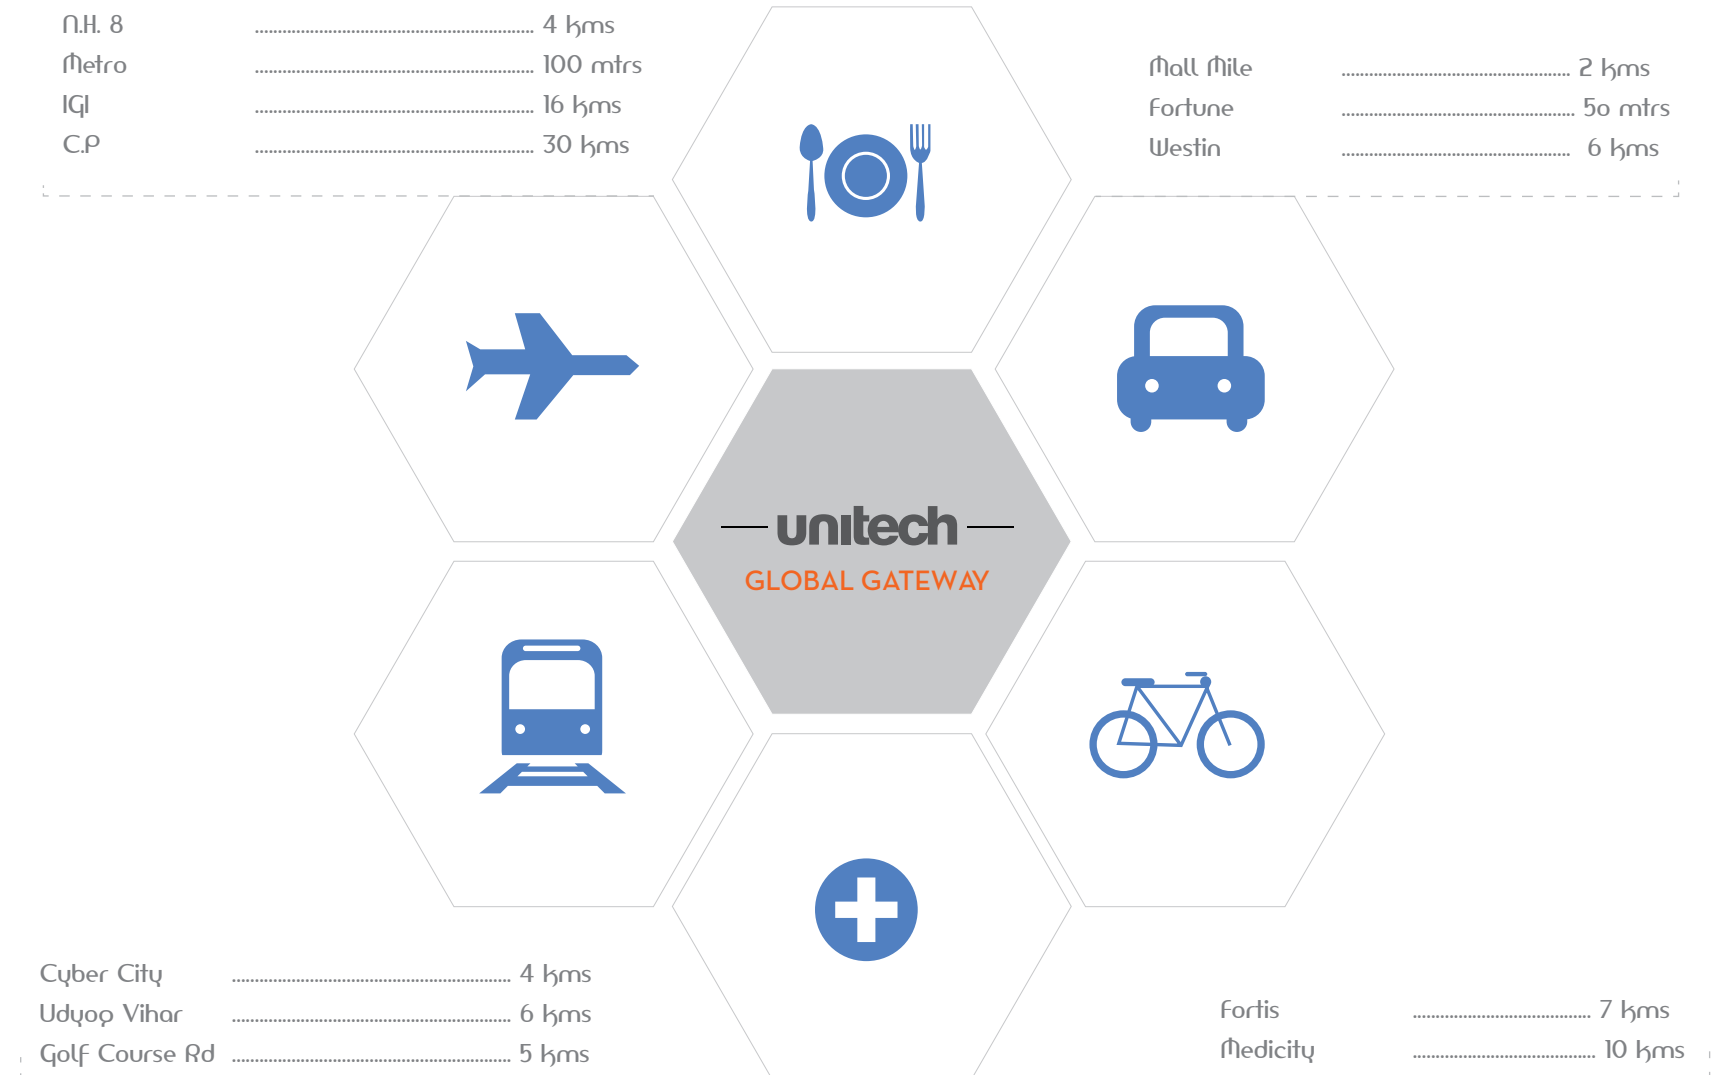 N.H. 8 ........................................................ 4 kms
Metro ........................................................ 100 mtrs
IGI ........................................................ 16 kms
C.P ........................................................ 30 kms
Mall Mile .............................................. 2 kms
Fortune ............................................... 50 mtrs
Westin .............................................. 6 kms
unitech
GLOBAL GATEWAY
Cyber City ........................................................ 4 kms
Udyog Vihar ........................................................ 6 kms
Golf Course Rd ........................................................ 5 kms
Fortis .................................... 7 kms
Medicity ..................................... 10 kms